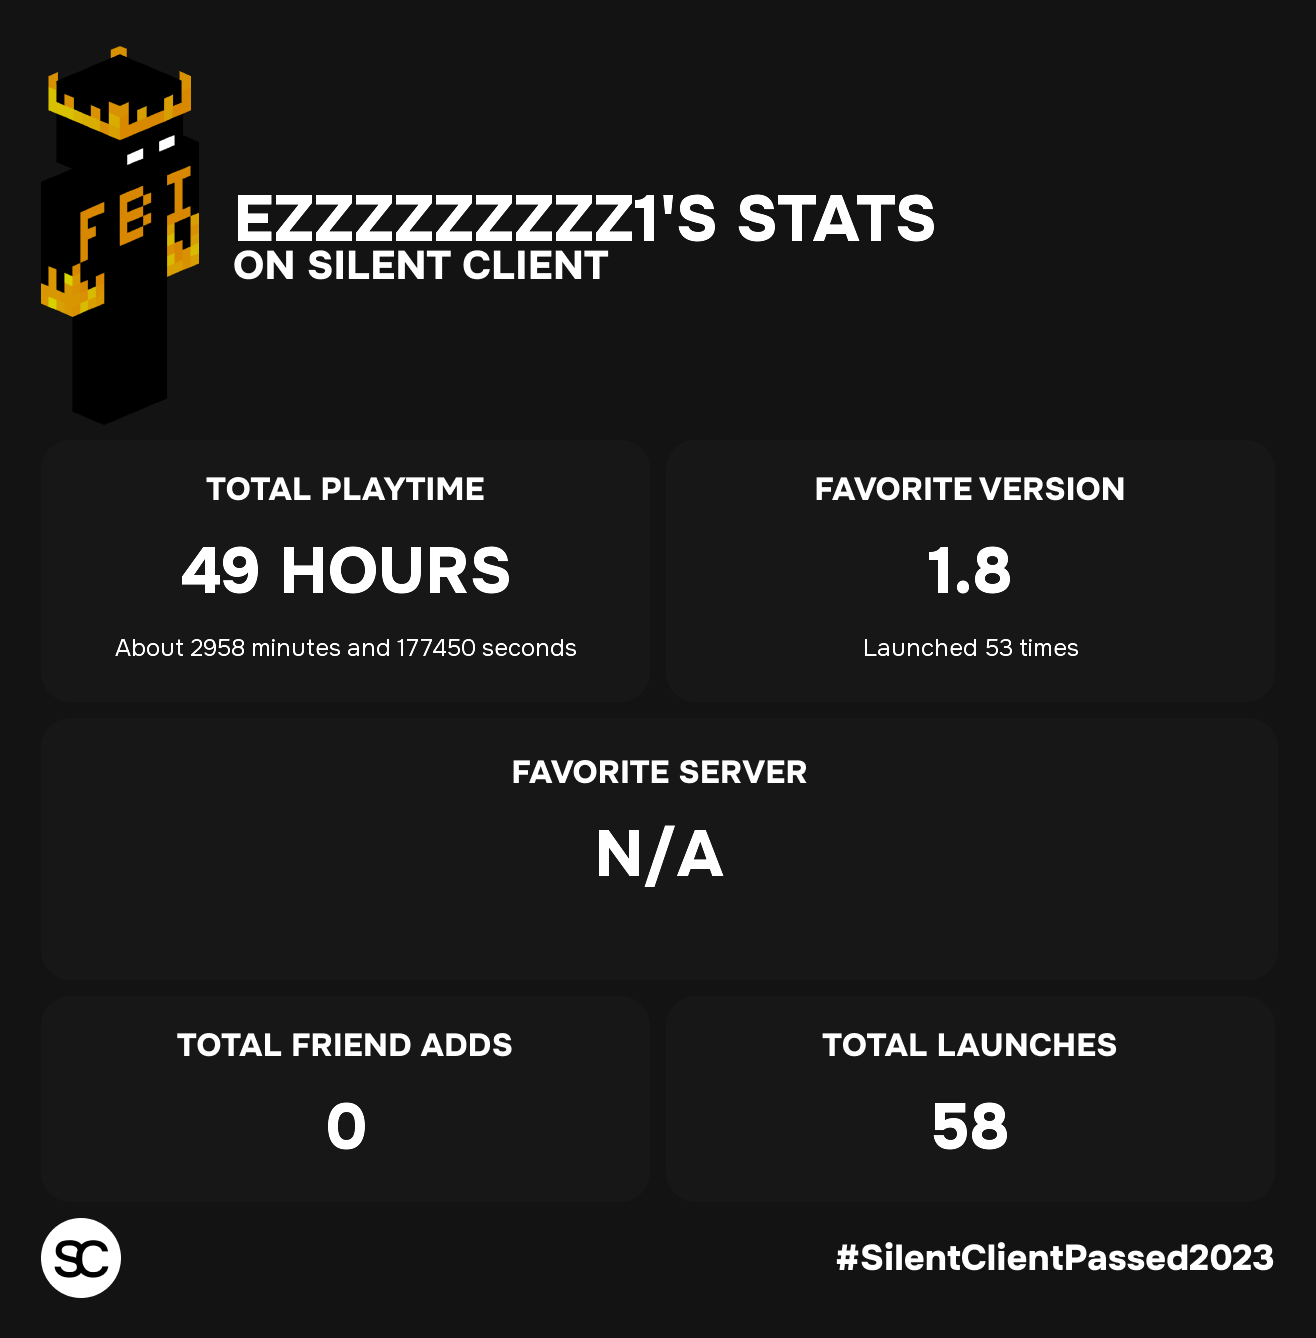 EZZZZZZZZZ1'S STATS
ON SILENT CLIENT
TOTAL PLAYTIME
49 HOURS
About 2958 minutes and 177450 seconds
FAVORITE VERSION
1.8
Launched 53 times
FAVORITE SERVER
N/A
TOTAL FRIEND ADDS
0
TOTAL LAUNCHES
58
SC
#SilentClientPassed2023